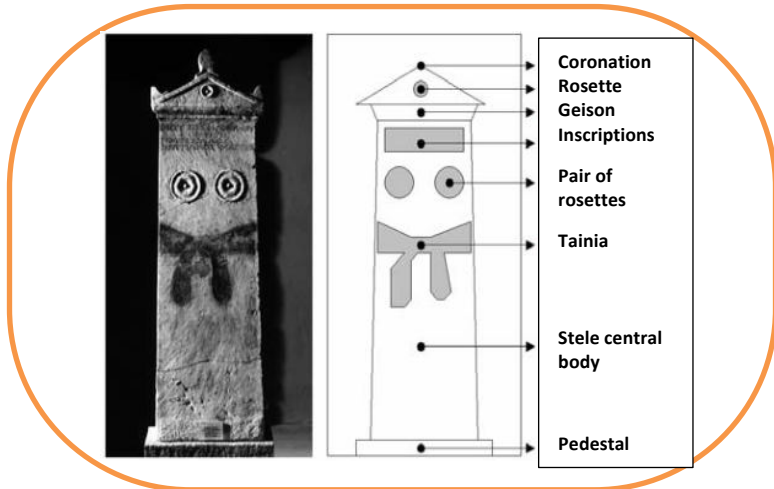 Coronation
Rosette
Geison
Inscriptions
Pair of
rosettes
Tainia
Stele central
body
Pedestal